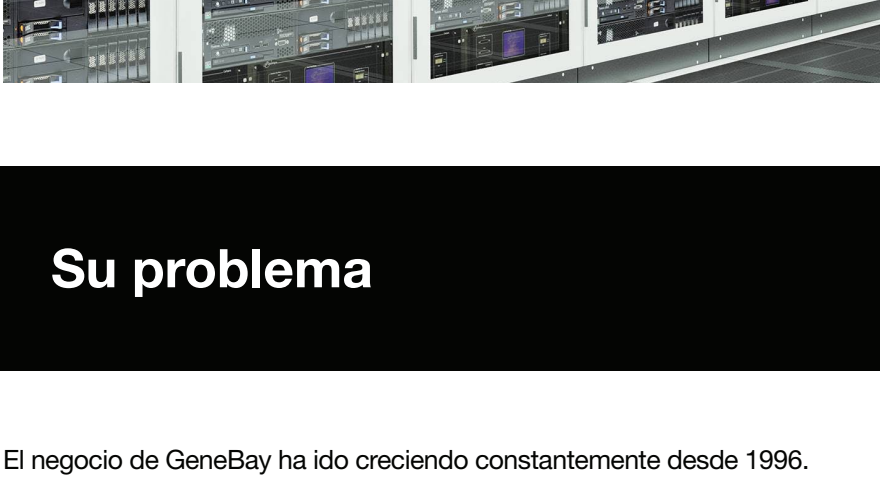 Su problema
El negocio de GeneBay ha ido creciendo constantemente desde 1996.